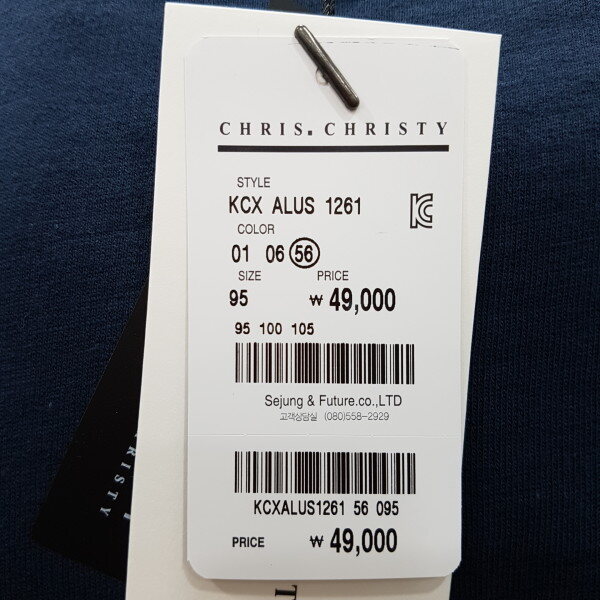 CHRIS. CHRISTY
STYLE
KCX ALUS 1261
COLOR
01 06 56
SIZE PRICE
95 ₩ 49,000
95 100 105
Sejung & Future.co.,LTD
고객상담실 (080)558-2929
KCXALUS1261 56 095
PRICE ₩ 49,000
RISTY
T